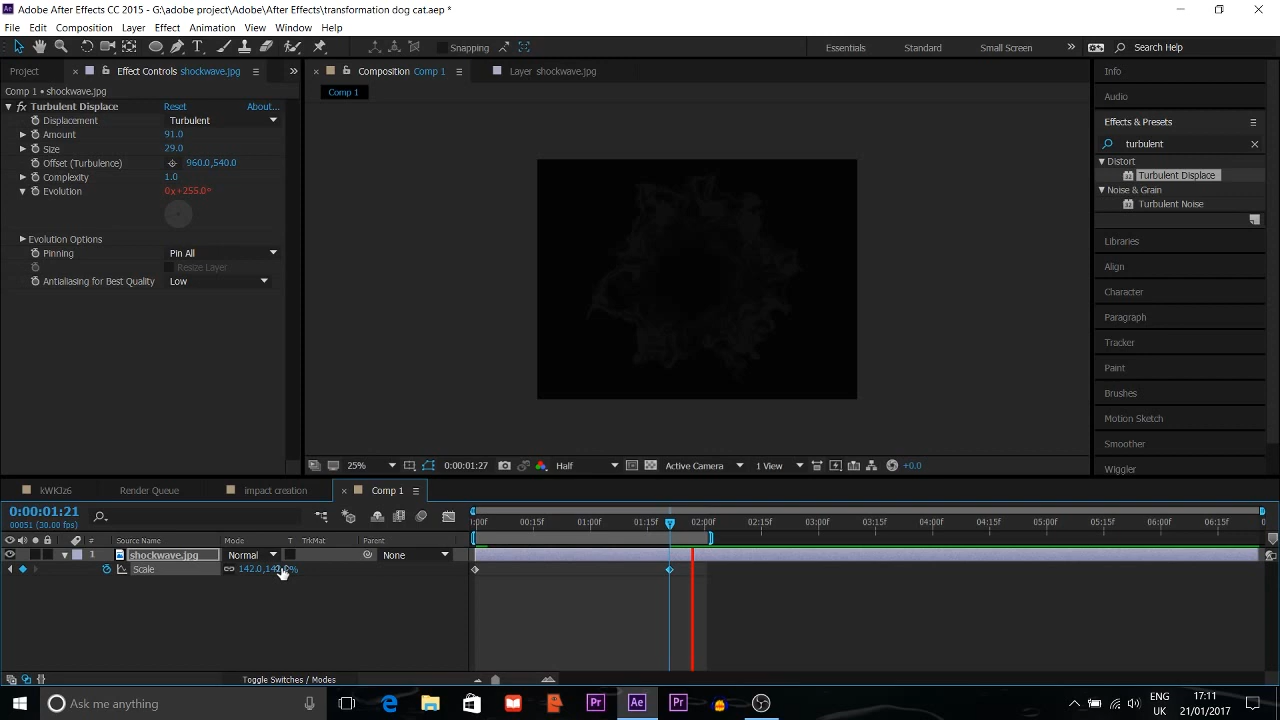 Adobe After Effects CC 2015 - G:\adobe project\Adobe\After Effects\transformation dog cat.aep *
File Edit Composition Layer Effect Animation View Window Help
Snapping Essentials Standard Small Screen Search Help
Project Effect Controls shockwave.jpg Composition Comp 1 Layer shockwave.jpg Info
Comp 1 • shockwave.jpg Comp 1 Audio
Turbulent Displace Reset About...
Displacement Turbulent Effects & Presets
Amount 91.0 turbulent
Size 29.0
Offset (Turbulence) 960.0,540.0 Distort
Complexity 1.0 Turbulent Displace
Evolution 0x+255.0° Noise & Grain
Turbulent Noise
Evolution Options Libraries
Pinning Pin All
Resize Layer Align
Antialiasing for Best Quality Low
Character
Paragraph
Tracker
Paint
Brushes
Motion Sketch
Smoother
25% 0:00:01:27 Half Active Camera 1 View +0.0 Wiggler
kWKJz6 Render Queue impact creation Comp 1
0:00:01:21
00051 (30.00 fps) :00f 00:15f 01:00f 01:15f 02:00f 02:15f 03:00f 03:15f 04:00f 04:15f 05:00f 05:15f 06:00f 06:15f
# Source Name Mode T TrkMat Parent
1 shockwave.jpg Normal None
Scale
Toggle Switches / Modes
Ask me anything ENG 17:11
UK 21/01/2017